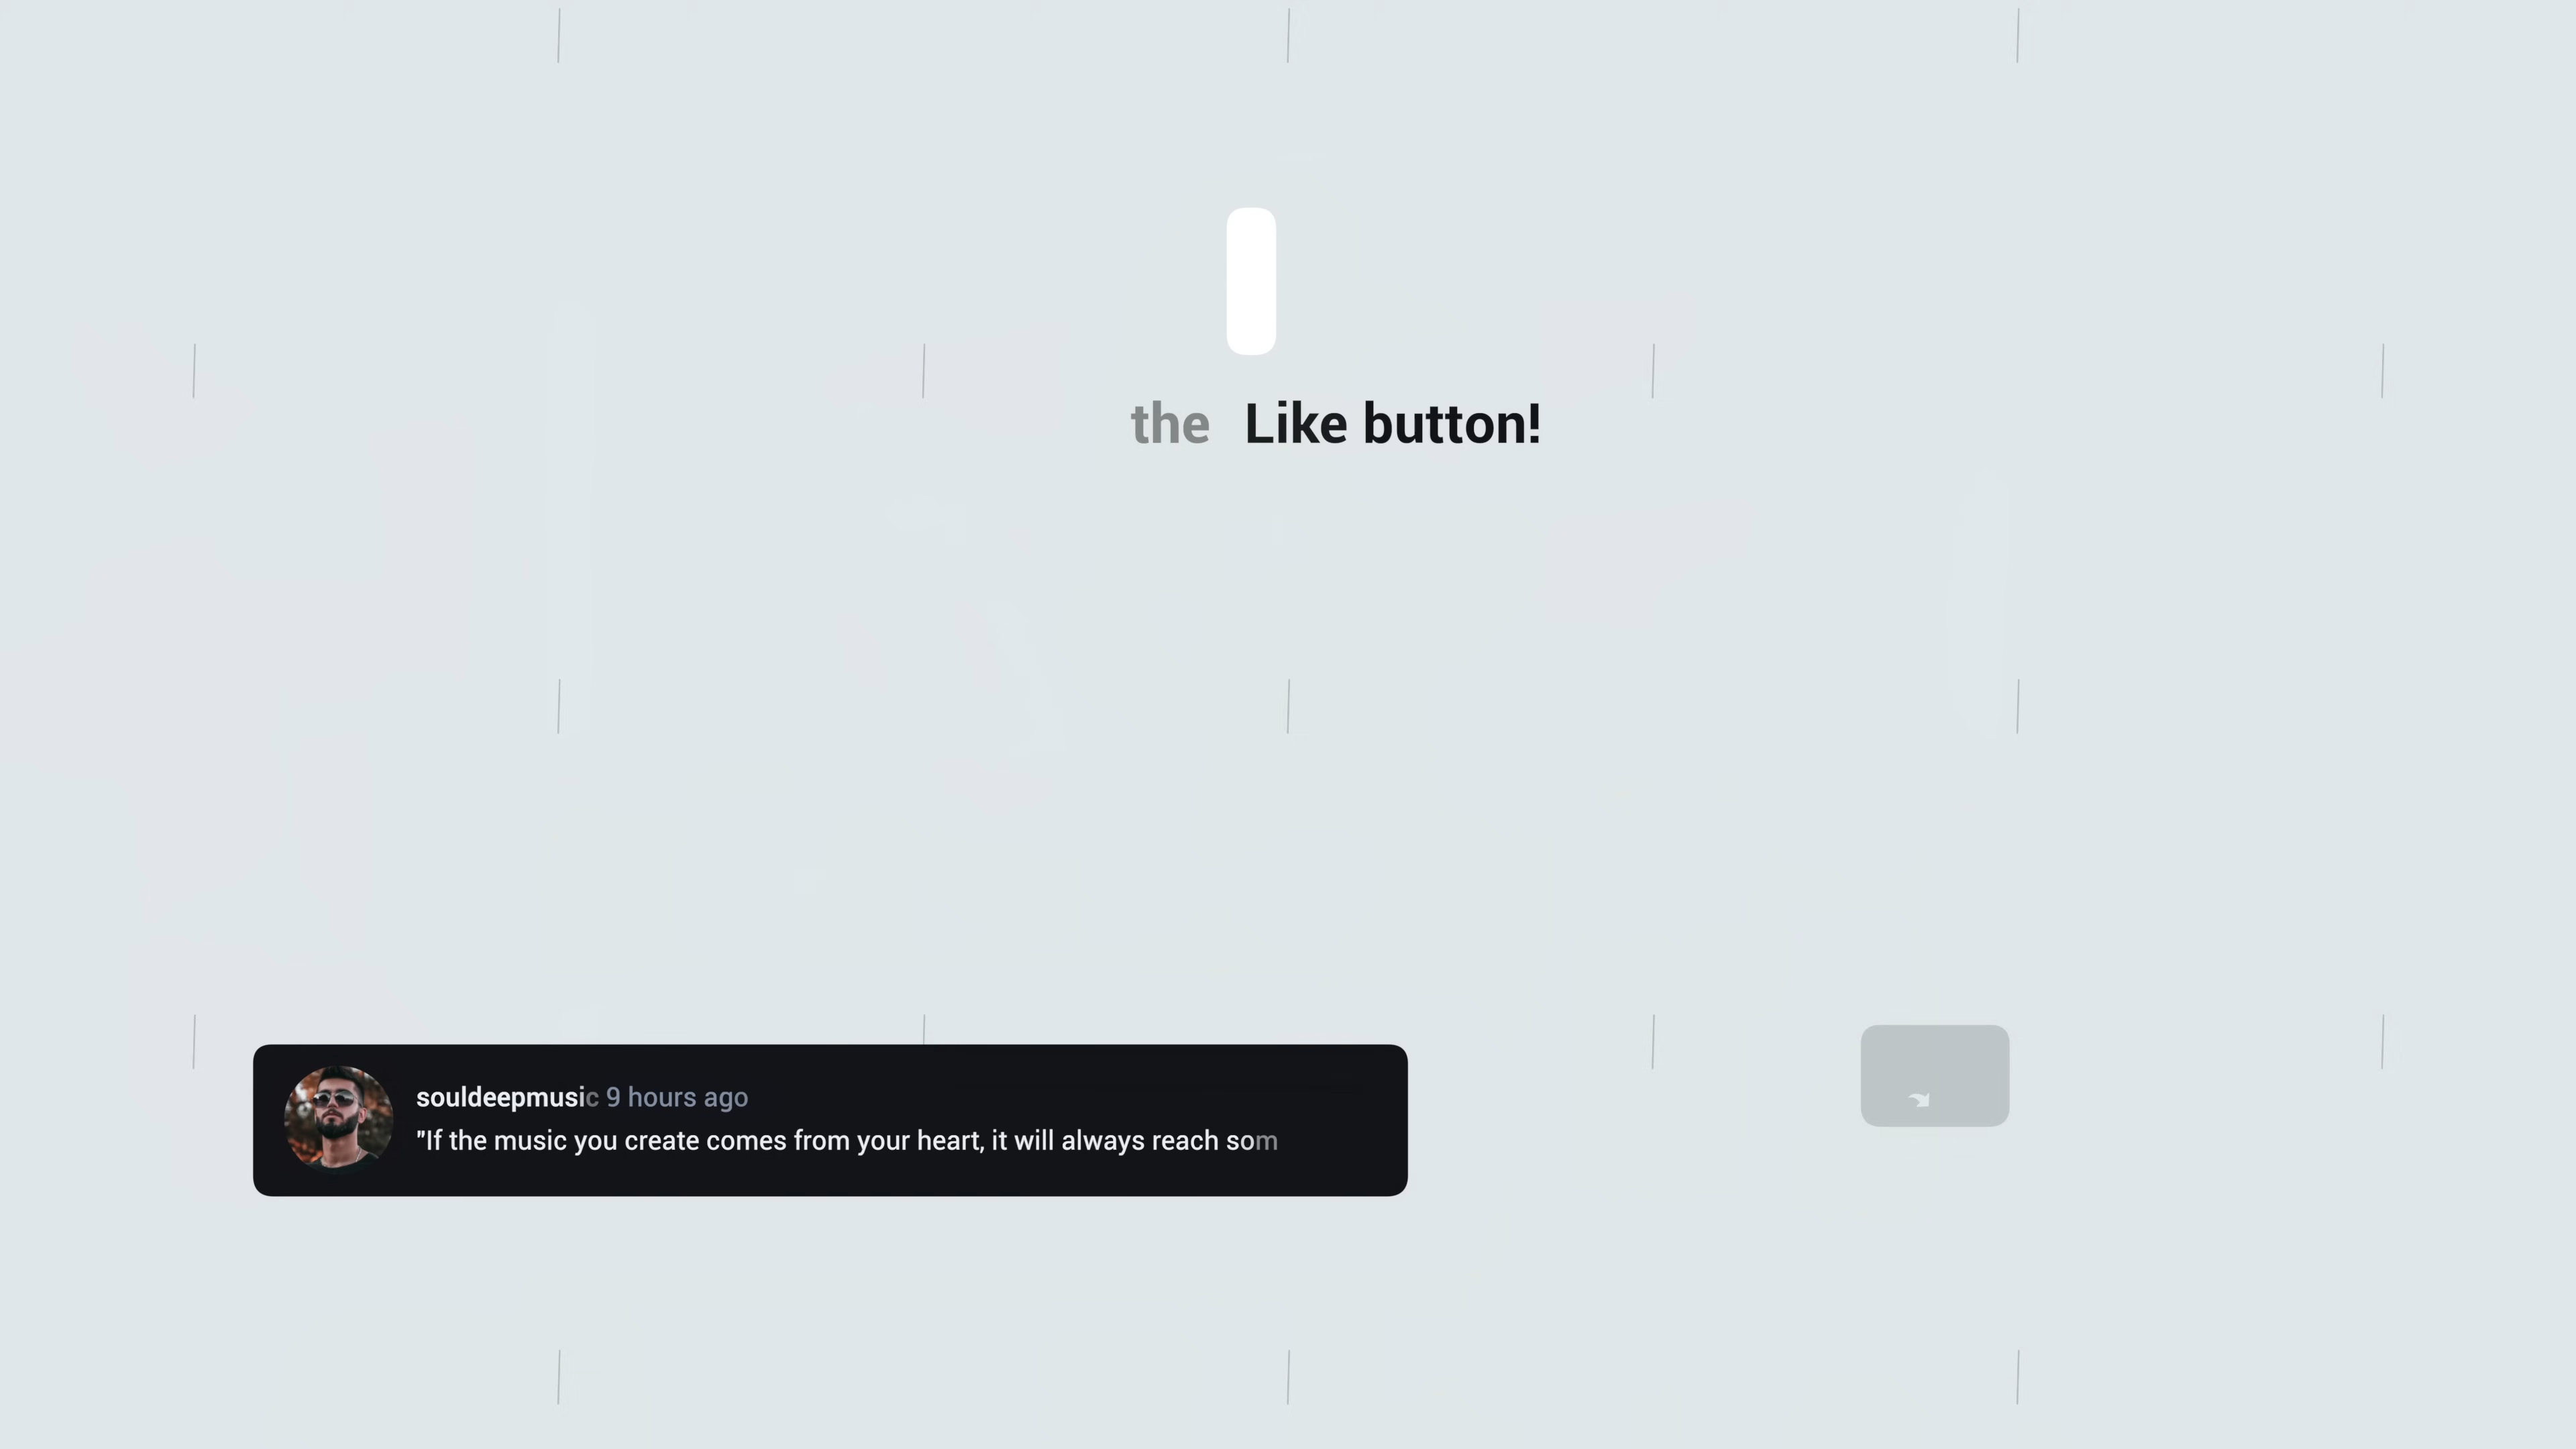 the Like button!
souldeepmusic 9 hours ago
"If the music you create comes from your heart, it will always reach som